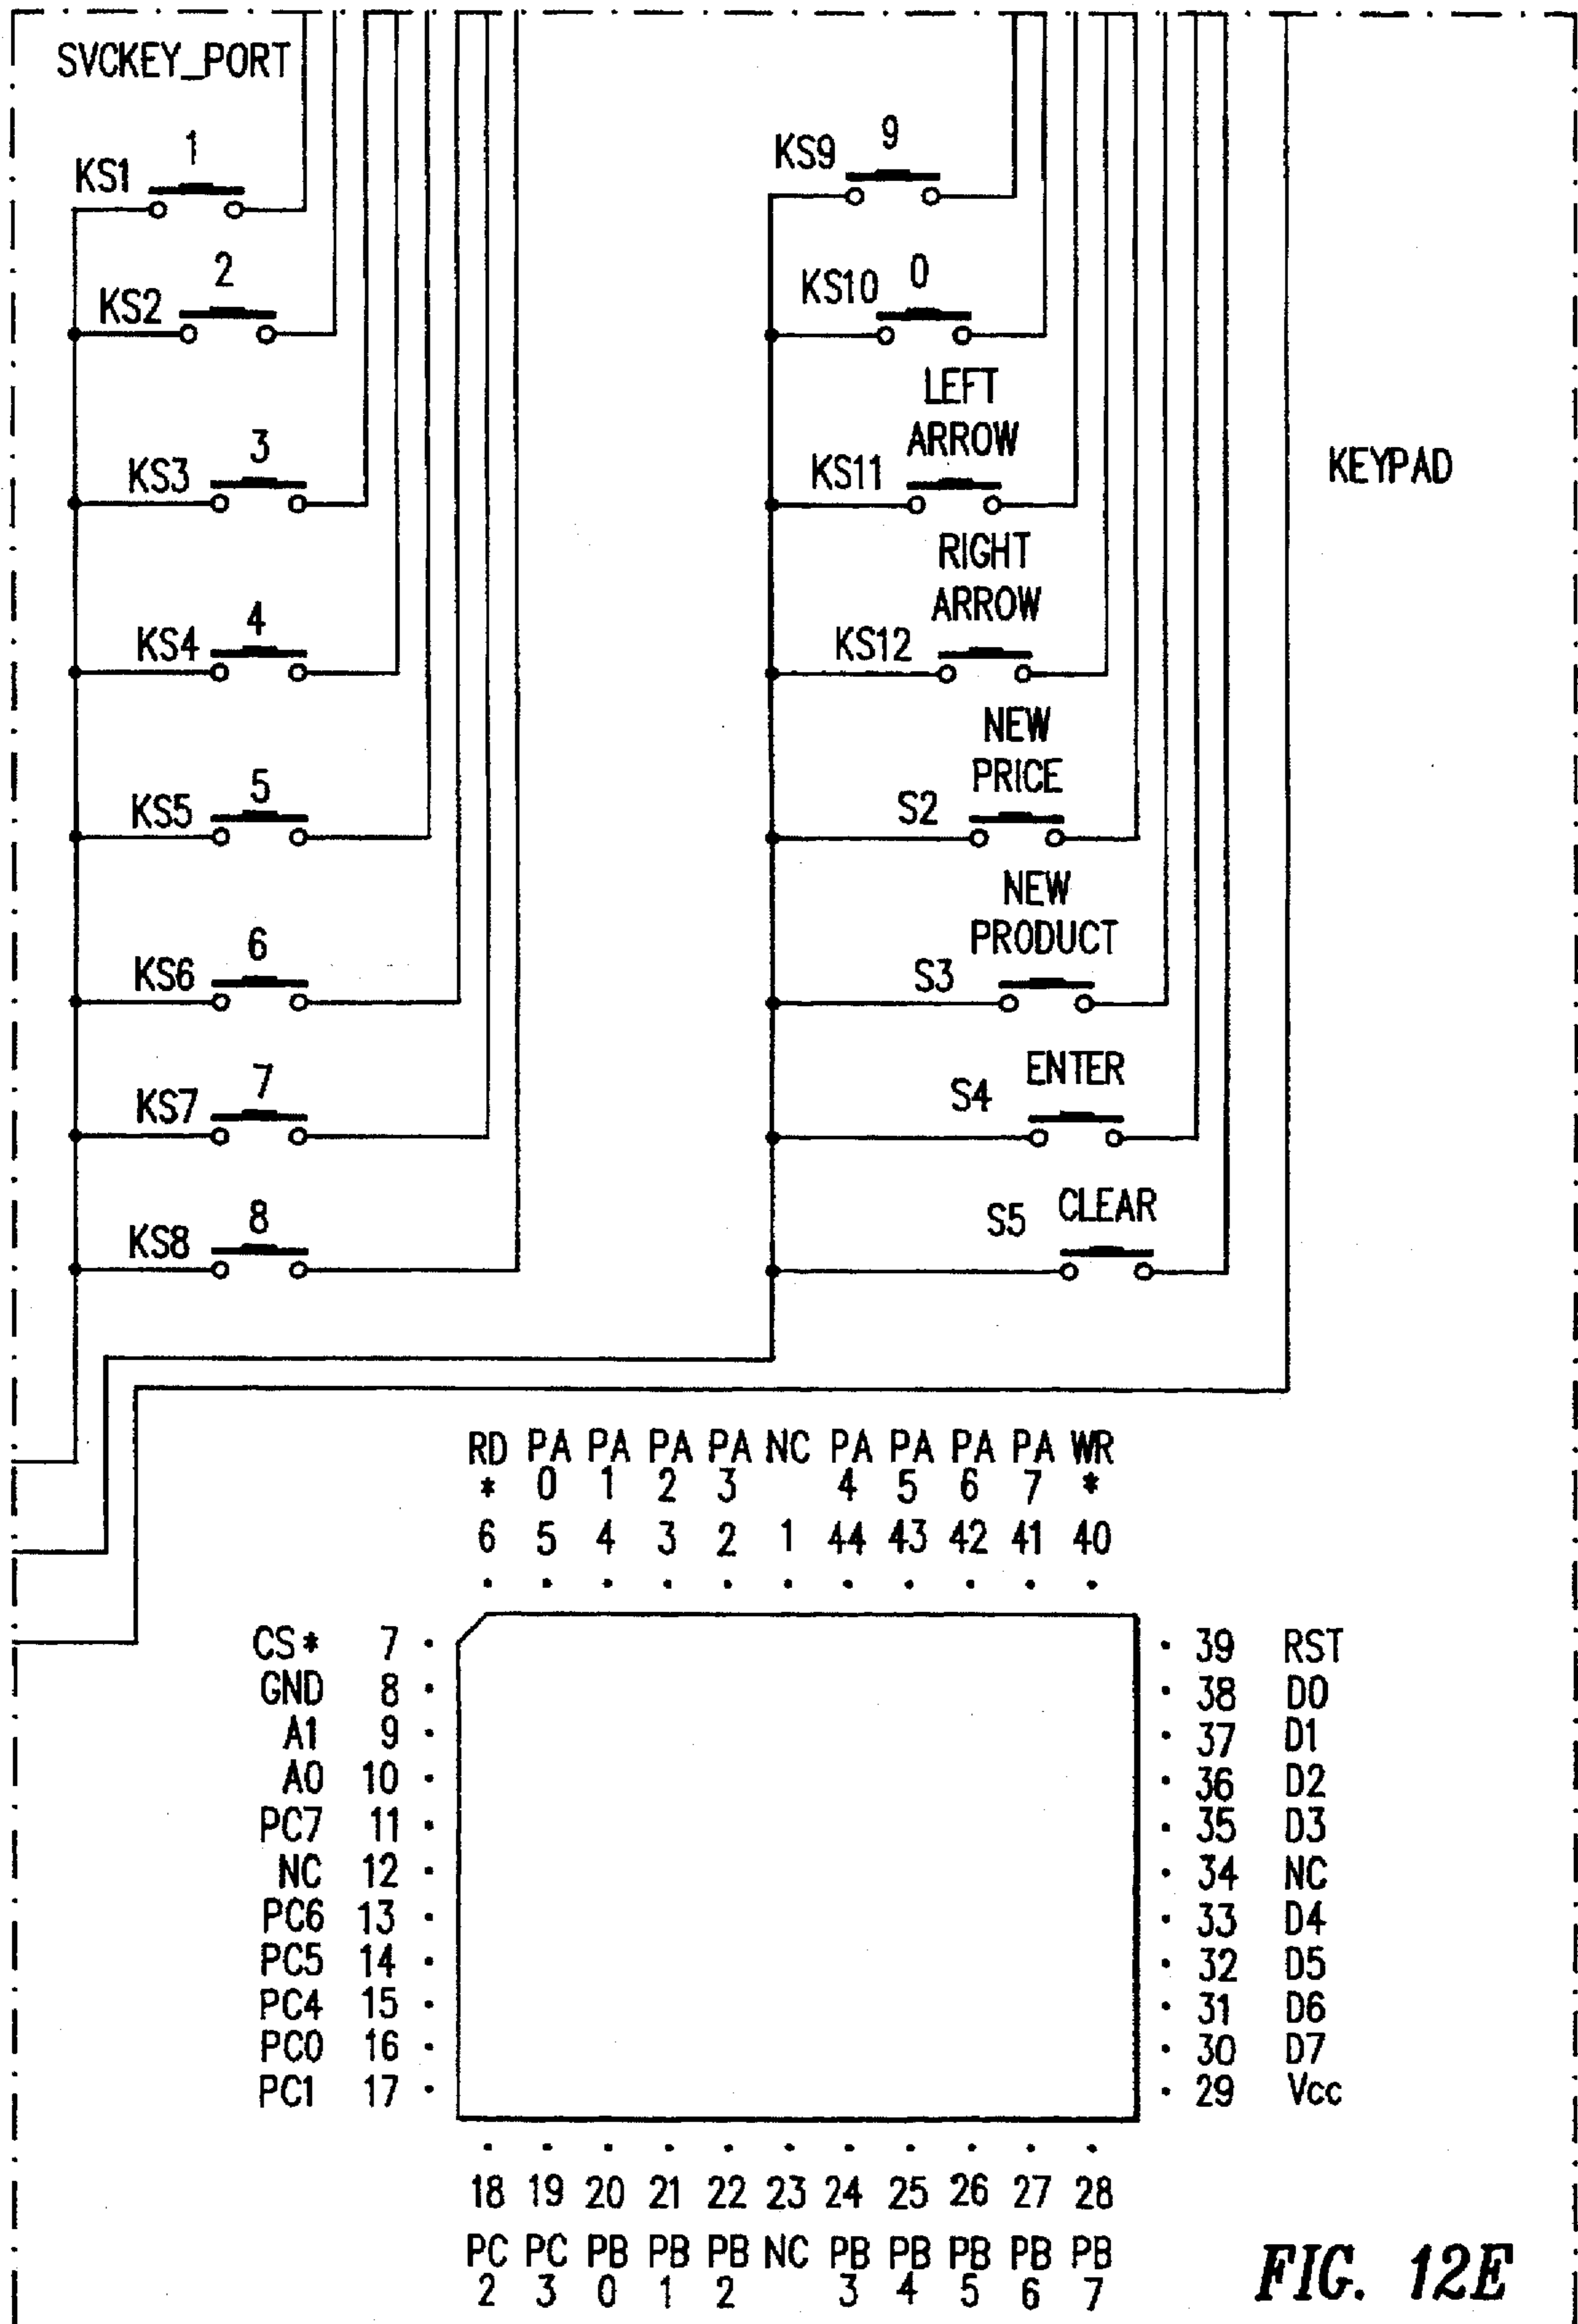 SVCKEY_PORT
KS1 1
KS2 2
KS3 3
KS4 4
KS5 5
KS6 6
KS7 7
KS8 8
KS9 9
KS10 0
LEFT
ARROW
KS11
RIGHT
ARROW
KS12
NEW
PRICE
S2
NEW
PRODUCT
S3
ENTER
S4
CLEAR
S5
KEYPAD
RD PA PA PA PA NC PA PA PA PA WR
* 0 1 2 3 4 5 6 7 *
6 5 4 3 2 1 44 43 42 41 40
CS* 7
GND 8
A1 9
A0 10
PC7 11
NC 12
PC6 13
PC5 14
PC4 15
PC0 16
PC1 17
39 RST
38 D0
37 D1
36 D2
35 D3
34 NC
33 D4
32 D5
31 D6
30 D7
29 Vcc
18 19 20 21 22 23 24 25 26 27 28
PC PC PB PB PB NC PB PB PB PB PB
2 3 0 1 2 3 4 5 6 7
FIG. 12E